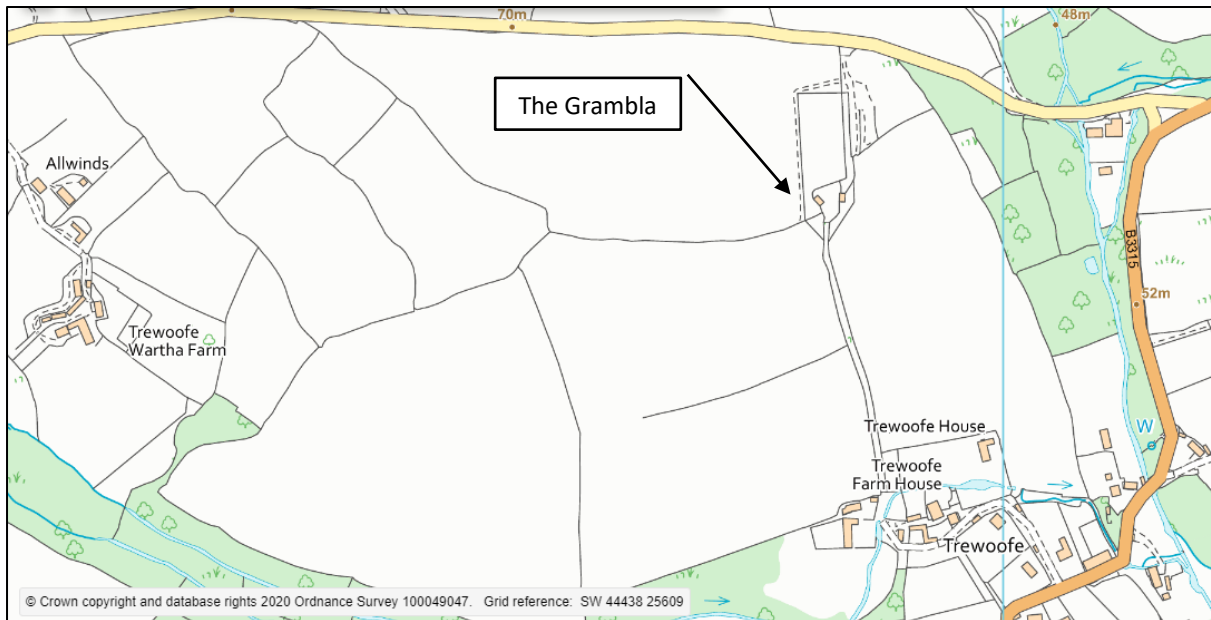 70m
48m
The Grambla
Allwinds
B3315
52m
Trewoofe
Wartha Farm
Trewoofe House
W
Trewoofe
Farm House
Trewoofe
© Crown copyright and database rights 2020 Ordnance Survey 100049047. Grid reference: SW 44438 25609